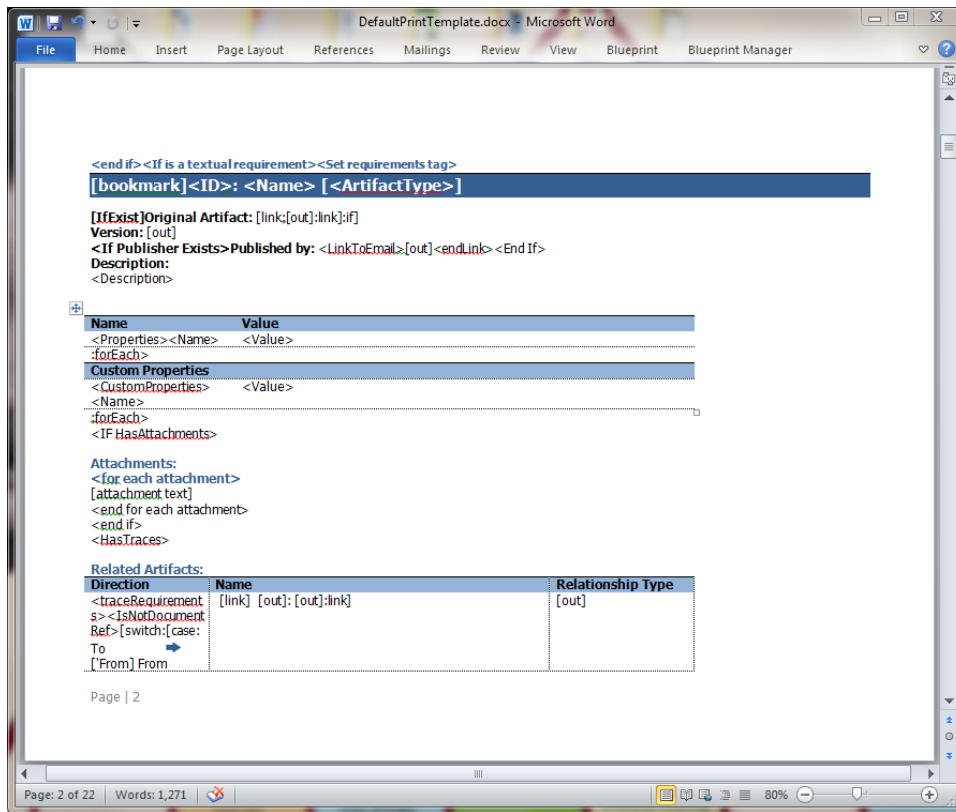 DefaultPrintTemplate.docx - Microsoft Word
File Home Insert Page Layout References Mailings Review View Blueprint Blueprint Manager
<end if><If is a textual requirement><Set requirements tag>
[bookmark]<ID>: <Name> [<ArtifactType>]
[IfExist]Original Artifact: [link;[out]:link]:if]
Version: [out]
<If Publisher Exists>Published by: <LinkToEmail>[out]<endLink><End If>
Description:
<Description>
Name Value
<Properties><Name> <Value>
:forEach>
Custom Properties
<CustomProperties> <Value>
<Name>
:forEach>
<IF HasAttachments>
Attachments:
<for each attachment>
[attachment text]
<end for each attachment>
<end if>
<HasTraces>
Related Artifacts:
Direction Name Relationship Type
<traceRequirement [link] [out]: [out]:link] [out]
s><IsNotDocument
Ref>[switch:[case:
To
['From] From
Page | 2
Page: 2 of 22 Words: 1,271 80%